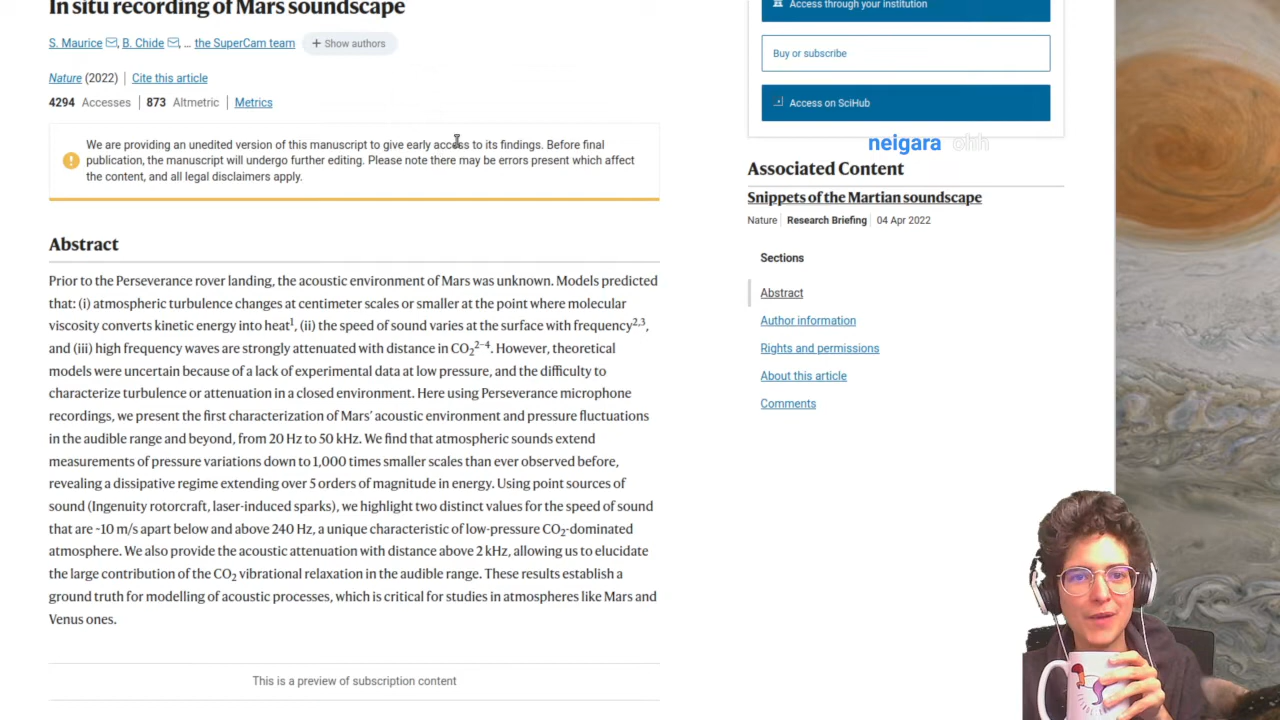 In situ recording of Mars soundscape
S. Maurice, B. Chide, ... the SuperCam team + Show authors
Nature (2022) | Cite this article
4294 Accesses | 873 Altmetric | Metrics
We are providing an unedited version of this manuscript to give early access to its findings. Before final
publication, the manuscript will undergo further editing. Please note there may be errors present which affect
the content, and all legal disclaimers apply.
Abstract
Prior to the Perseverance rover landing, the acoustic environment of Mars was unknown. Models predicted
that: (i) atmospheric turbulence changes at centimeter scales or smaller at the point where molecular
viscosity converts kinetic energy into heat¹, (ii) the speed of sound varies at the surface with frequency²,³,
and (iii) high frequency waves are strongly attenuated with distance in CO₂²⁻⁴. However, theoretical
models were uncertain because of a lack of experimental data at low pressure, and the difficulty to
characterize turbulence or attenuation in a closed environment. Here using Perseverance microphone
recordings, we present the first characterization of Mars' acoustic environment and pressure fluctuations
in the audible range and beyond, from 20 Hz to 50 kHz. We find that atmospheric sounds extend
measurements of pressure variations down to 1,000 times smaller scales than ever observed before,
revealing a dissipative regime extending over 5 orders of magnitude in energy. Using point sources of
sound (Ingenuity rotorcraft, laser-induced sparks), we highlight two distinct values for the speed of sound
that are ~10 m/s apart below and above 240 Hz, a unique characteristic of low-pressure CO₂-dominated
atmosphere. We also provide the acoustic attenuation with distance above 2 kHz, allowing us to elucidate
the large contribution of the CO₂ vibrational relaxation in the audible range. These results establish a
ground truth for modelling of acoustic processes, which is critical for studies in atmospheres like Mars and
Venus ones.
This is a preview of subscription content
Access through your institution
Buy or subscribe
Access on SciHub
neigara ohh
Associated Content
Snippets of the Martian soundscape
Nature | Research Briefing | 04 Apr 2022
Sections
Abstract
Author information
Rights and permissions
About this article
Comments